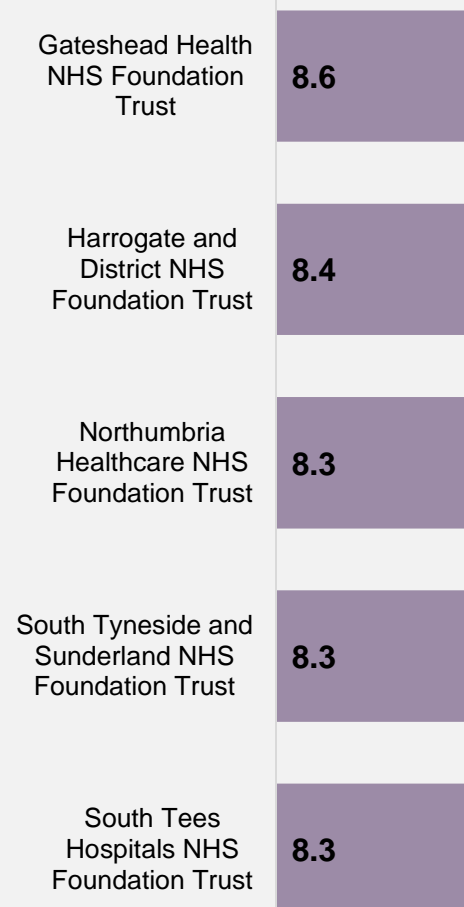 Gateshead Health
NHS Foundation
Trust
8.6
Harrogate and
District NHS
Foundation Trust
8.4
Northumbria
Healthcare NHS
Foundation Trust
8.3
South Tyneside and
Sunderland NHS
Foundation Trust
8.3
South Tees
Hospitals NHS
Foundation Trust
8.3